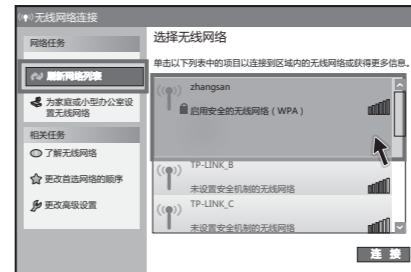 无线网络连接
网络任务
刷新网络列表
为家庭或小型办公室设
置无线网络
相关任务
了解无线网络
更改首选网络的顺序
更改高级设置
选择无线网络
单击以下列表中的项目以连接到区域内的无线网络或获得更多信息。
zhangsan
启用安全的无线网络(WPA)
TP-LINK_B
未设置安全机制的无线网络
TP-LINK_C
未设置安全机制的无线网络
连 接